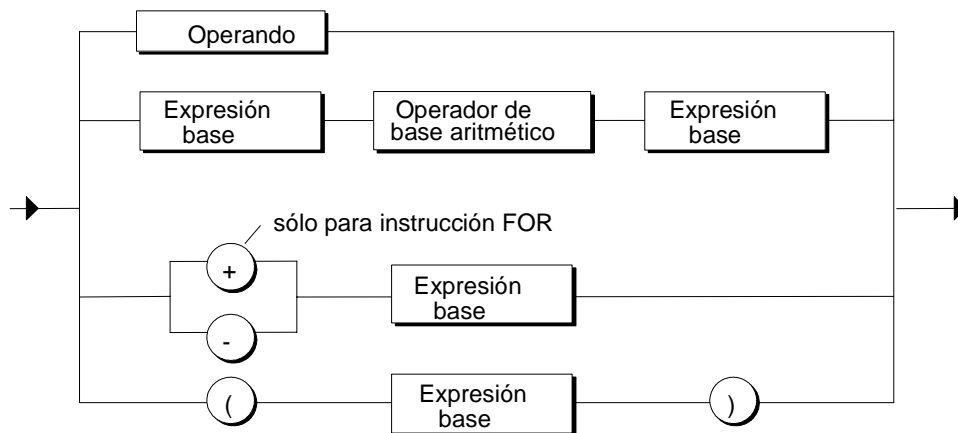 Operando
Expresión base
Operador de base aritmético
Expresión base
sólo para instrucción FOR
+
Expresión base
-
(
Expresión base
)